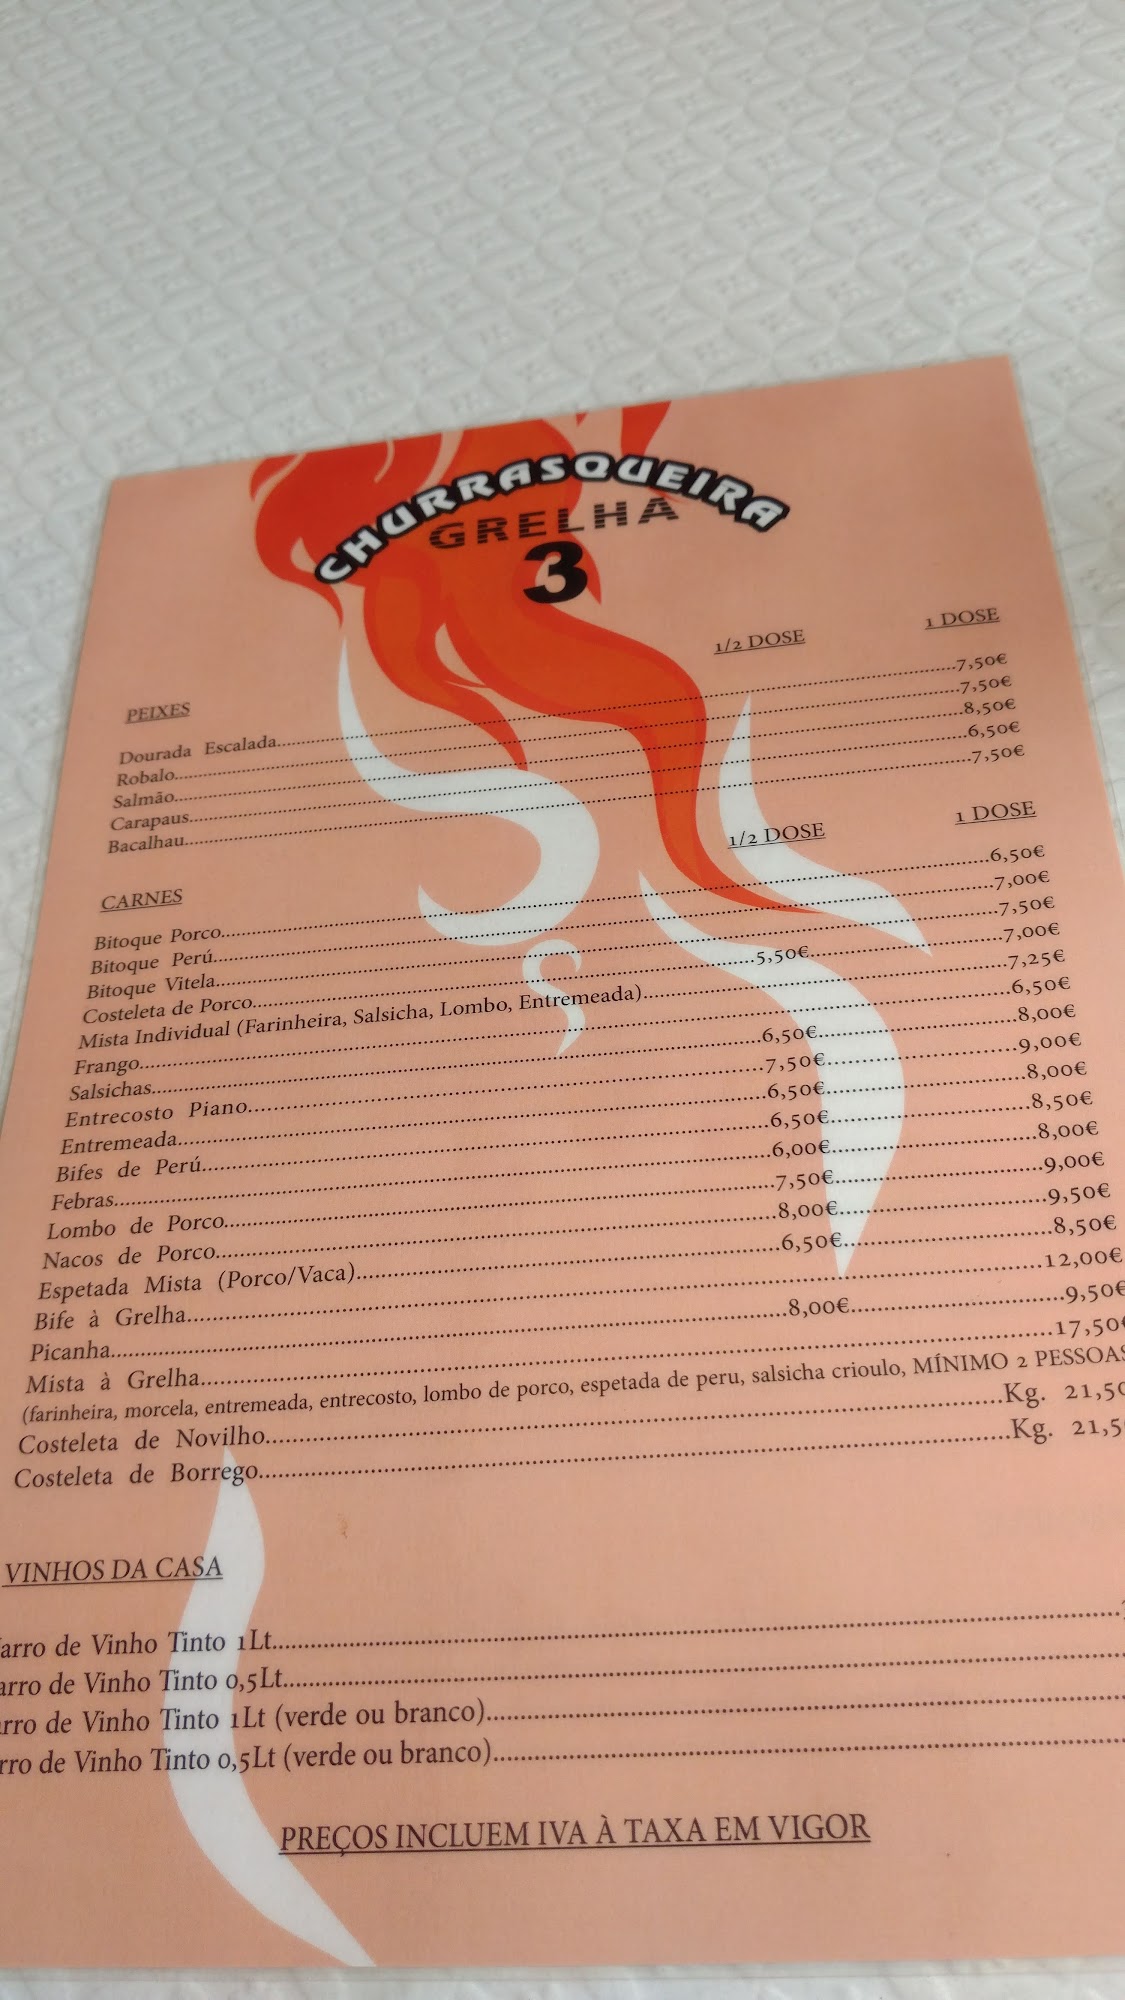 CHURRASQUEIRA
GRELHA
3
1/2 DOSE 1 DOSE
PEIXES
Dourada Escalada 7,50€
Robalo 7,50€
Salmão 8,50€
Carapaus 6,50€
Bacalhau 7,50€
1/2 DOSE 1 DOSE
CARNES
Bitoque Porco 6,50€
Bitoque Perú 7,00€
Bitoque Vitela 7,50€
Costeleta de Porco 5,50€ 7,00€
Mista Individual (Farinheira, Salsicha, Lombo, Entremeada) 7,25€
Frango 6,50€
Salsichas 6,50€ 8,00€
Entrecosto Piano 7,50€ 9,00€
Entremeada 6,50€ 8,00€
Bifes de Perú 6,50€ 8,50€
Febras 6,00€ 8,00€
Lombo de Porco 7,50€ 9,00€
Nacos de Porco 8,00€ 9,50€
Espetada Mista (Porco/Vaca) 6,50€ 8,50€
Bife à Grelha 12,00€
Picanha 8,00€ 9,50€
Mista à Grelha 17,50€
(farinheira, morcela, entremeada, entrecosto, lombo de porco, espetada de peru, salsicha crioulo, MÍNIMO 2 PESSOAS
Costeleta de Novilho Kg. 21,50
Costeleta de Borrego Kg. 21,5
VINHOS DA CASA
arro de Vinho Tinto 1Lt
arro de Vinho Tinto 0,5Lt
rro de Vinho Tinto 1Lt (verde ou branco)
rro de Vinho Tinto 0,5Lt (verde ou branco)
PREÇOS INCLUEM IVA À TAXA EM VIGOR